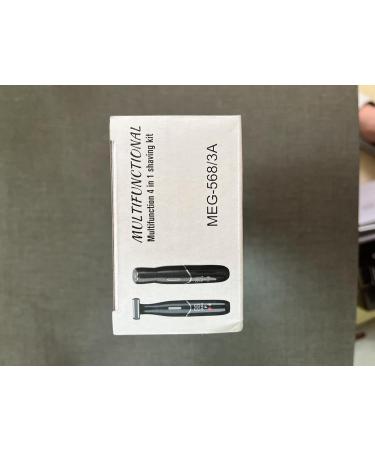 MULTIFUNCTIONAL
Multifunction 4 in 1 shaving kit
MEG-568/3A